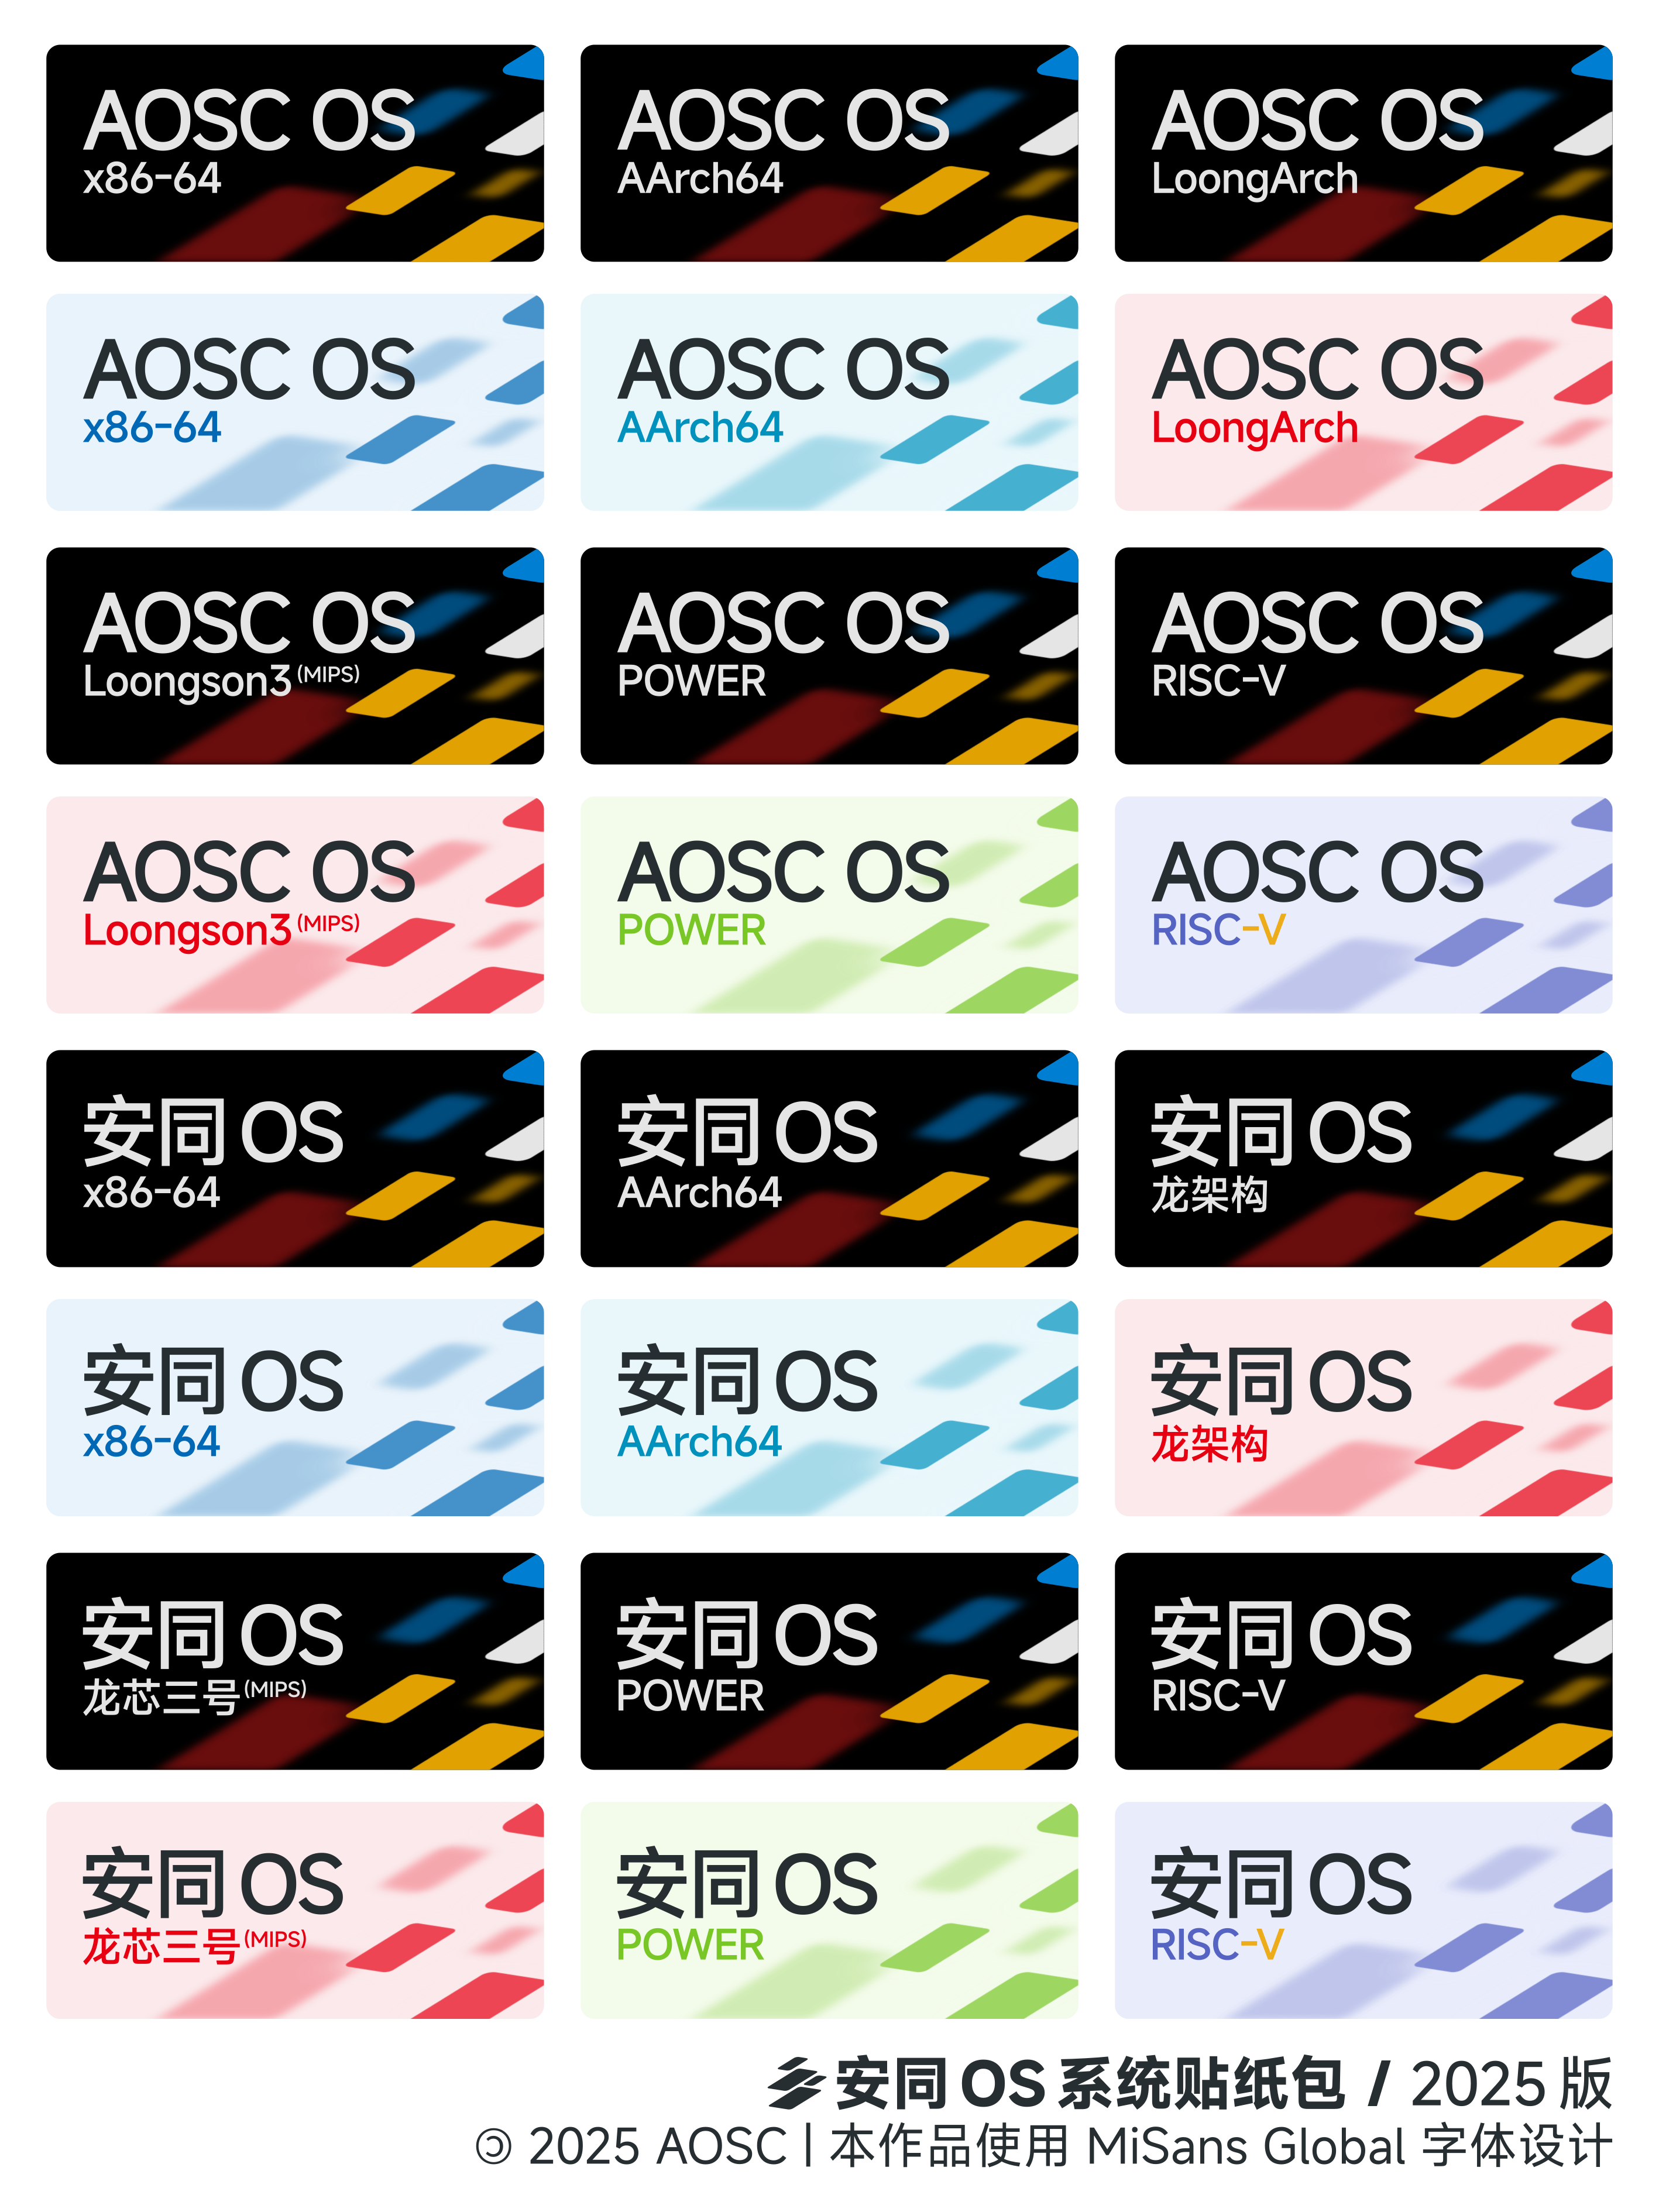 AOSC OS
x86-64
AOSC OS
AArch64
AOSC OS
LoongArch
AOSC OS
x86-64
AOSC OS
AArch64
AOSC OS
LoongArch
AOSC OS
Loongson3 (MIPS)
AOSC OS
POWER
AOSC OS
RISC-V
AOSC OS
Loongson3 (MIPS)
AOSC OS
POWER
AOSC OS
RISC-V
安同 OS
x86-64
安同 OS
AArch64
安同 OS
龙架构
安同 OS
x86-64
安同 OS
AArch64
安同 OS
龙架构
安同 OS
龙芯三号 (MIPS)
安同 OS
POWER
安同 OS
RISC-V
安同 OS
龙芯三号 (MIPS)
安同 OS
POWER
安同 OS
RISC-V
安同 OS 系统贴纸包 / 2025 版
🄯 2025 AOSC | 本作品使用 MiSans Global 字体设计